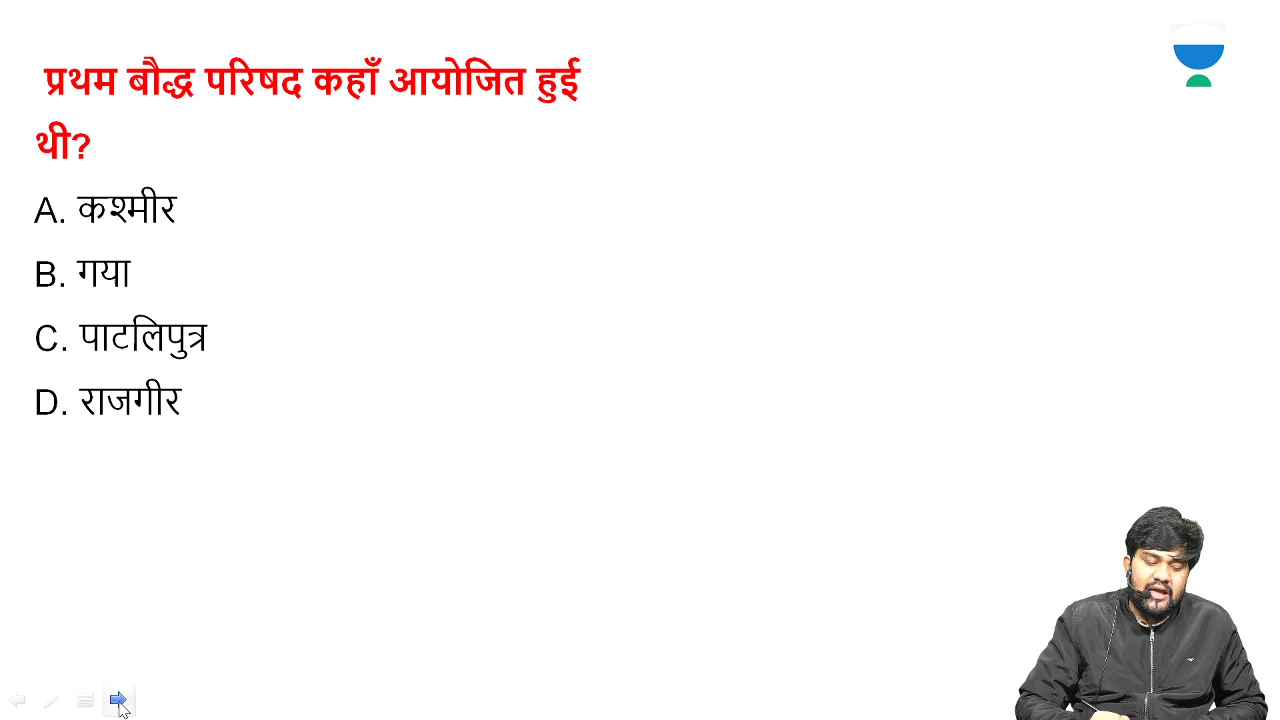 प्रथम बौद्ध परिषद कहाँ आयोजित हुई
थी?
A. कश्मीर
B. गया
C. पाटलिपुत्र
D. राजगीर